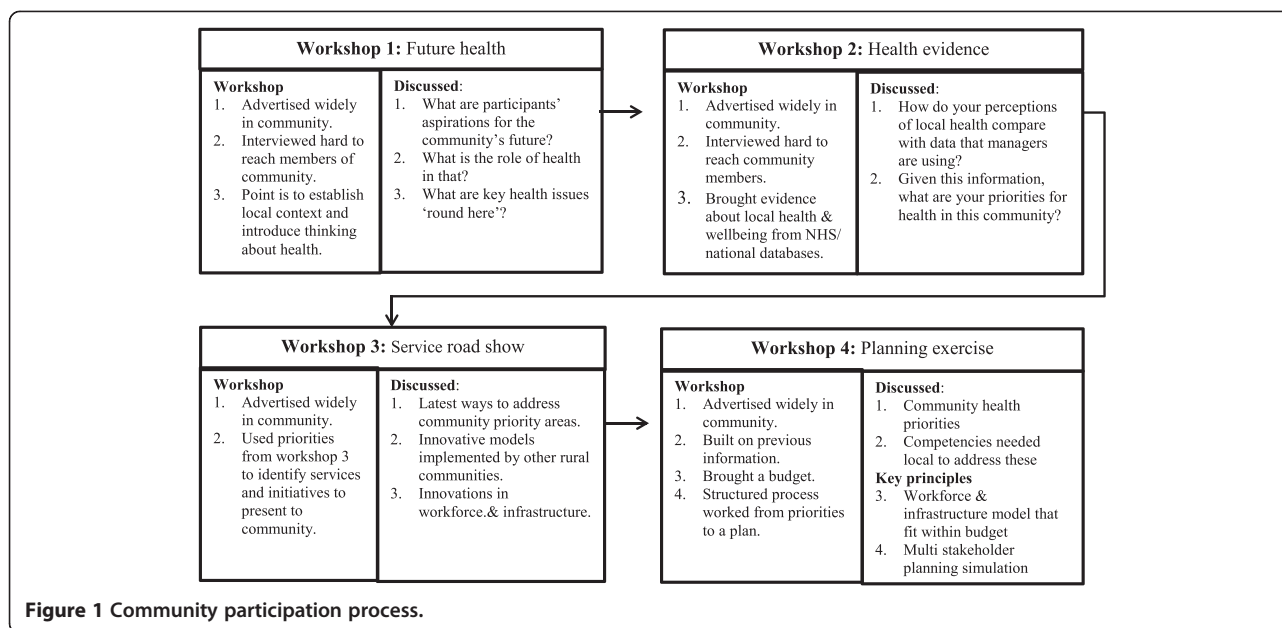 Workshop 1: Future health
Workshop
1. Advertised widely
in community.
2. Interviewed hard to
reach members of
community.
3. Point is to establish
local context and
introduce thinking
about health.
Discussed:
1. What are participants’
aspirations for the
community’s future?
2. What is the role of health
in that?
3. What are key health issues
‘round here’?
Workshop 2: Health evidence
Workshop
1. Advertised widely in
community.
2. Interviewed hard to
reach community
members.
3. Brought evidence
about local health &
wellbeing from NHS/
national databases.
Discussed:
1. How do your perceptions
of local health compare
with data that managers
are using?
2. Given this information,
what are your priorities for
health in this community?
Workshop 3: Service road show
Workshop
1. Advertised widely
in community.
2. Used priorities
from workshop 3
to identify services
and initiatives to
present to
community.
Discussed:
1. Latest ways to address
community priority areas.
2. Innovative models
implemented by other rural
communities.
3. Innovations in
workforce.& infrastructure.
Workshop 4: Planning exercise
Workshop
1. Advertised widely in
community.
2. Built on previous
information.
3. Brought a budget.
4. Structured process
worked from priorities
to a plan.
Discussed:
1. Community health
priorities
2. Competencies needed
local to address these
Key principles
3. Workforce &
infrastructure model that
fit within budget
4. Multi stakeholder
planning simulation
Figure 1 Community participation process.